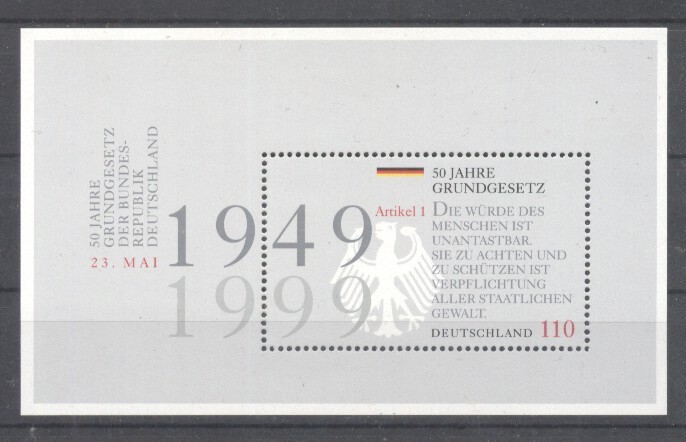 50 JAHRE
GRUNDGESETZ
DER BUNDES-
REPUBLIK
DEUTSCHLAND
23. MAI
1949
1999
50 JAHRE
GRUNDGESETZ
Artikel 1
DIE WÜRDE DES
MENSCHEN IST
UNANTASTBAR.
SIE ZU ACHTEN UND
ZU SCHÜTZEN IST
VERPFLICHTUNG
ALLER STAATLICHEN
GEWALT.
DEUTSCHLAND 110